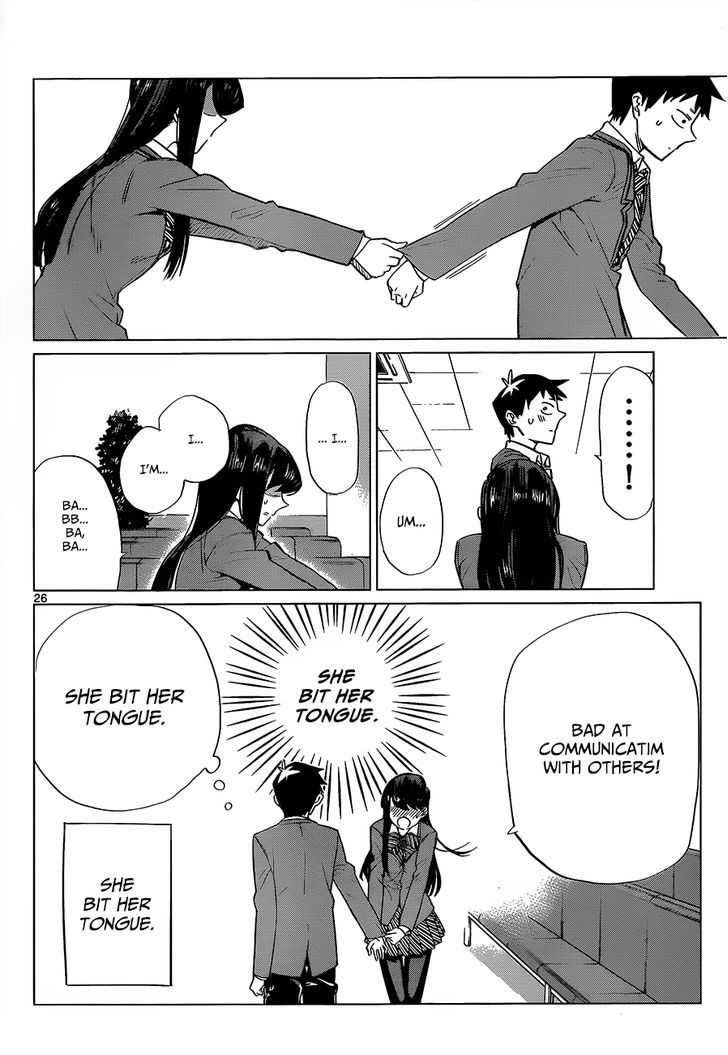 ......!
UM...
... I...
I...
I'M...
BA...
BB...
BA,
BA...
26
BAD AT
COMMUNICATIM
WITH OTHERS!
SHE
BIT HER
TONGUE.
SHE BIT HER
TONGUE.
SHE
BIT HER
TONGUE.